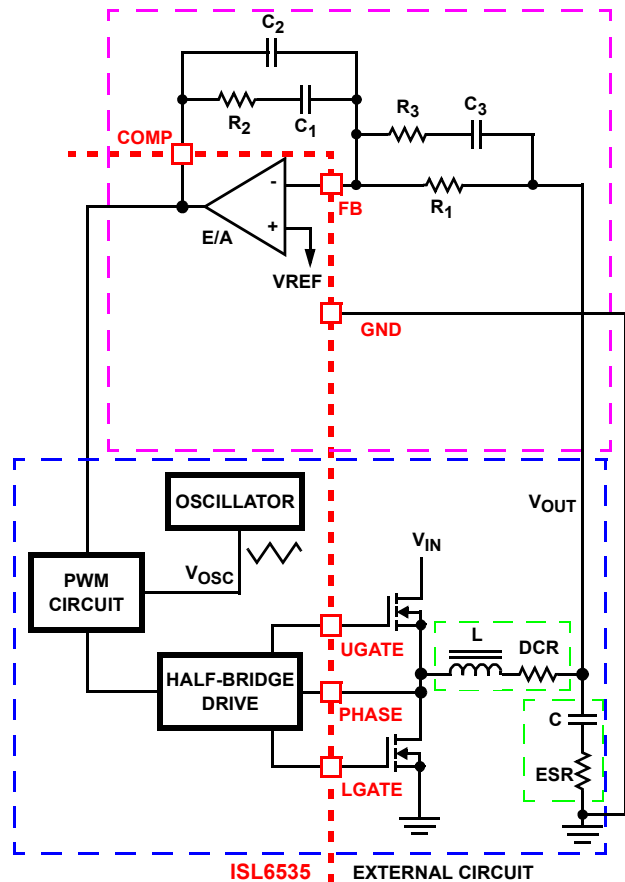 C2
R2
C1
R3
C3
COMP
-
+
E/A
FB
R1
VREF
GND
OSCILLATOR
VOUT
PWM
CIRCUIT
VOSC
VIN
UGATE
L
DCR
HALF-BRIDGE
DRIVE
PHASE
C
ESR
LGATE
ISL6535
EXTERNAL CIRCUIT